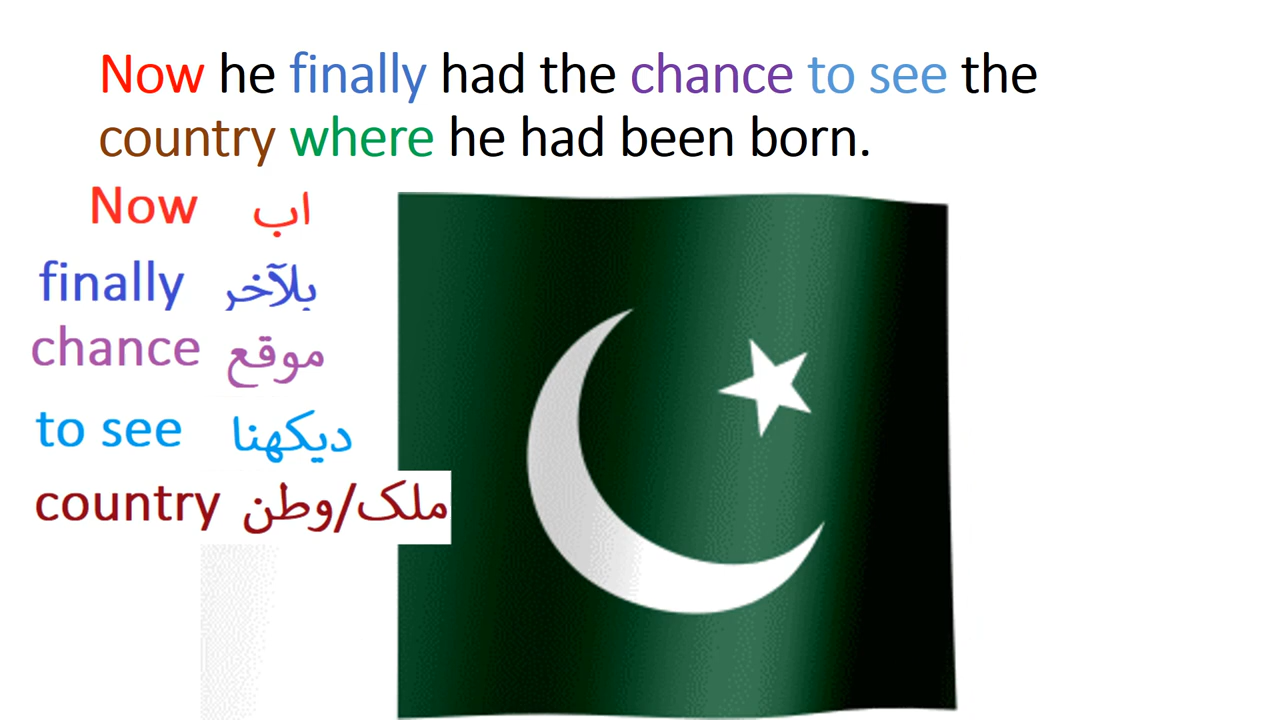 Now he finally had the chance to see the
country where he had been born.
Now اب
finally بلآخر
chance موقع
to see دیکھنا
country ملک/وطن